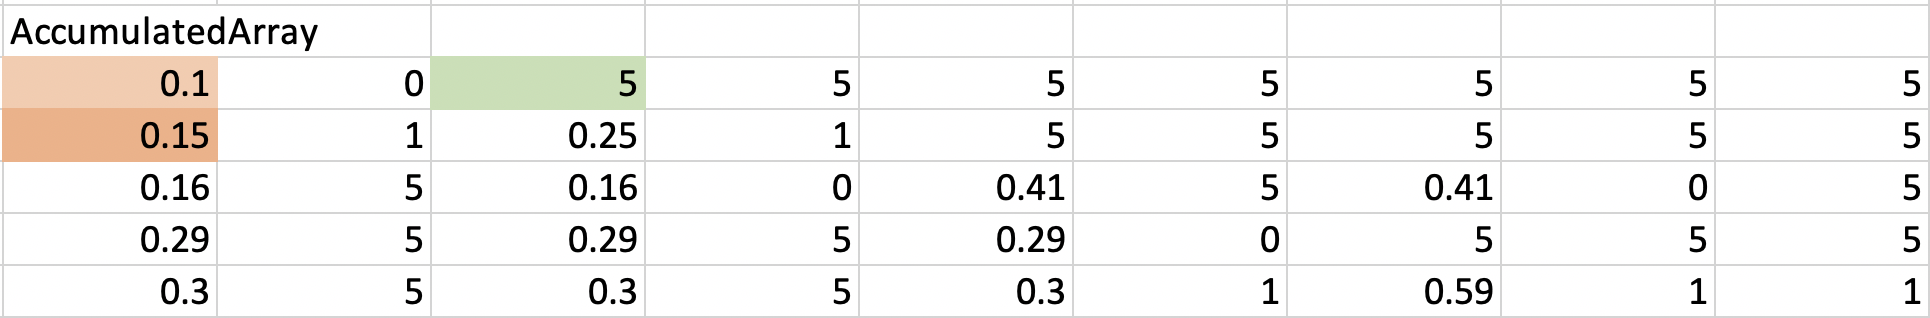 AccumulatedArray
0.1 0 5 5 5 5 5 5 5
0.15 1 0.25 1 5 5 5 5 5
0.16 5 0.16 0 0.41 5 0.41 0 5
0.29 5 0.29 5 0.29 0 5 5 5
0.3 5 0.3 5 0.3 1 0.59 1 1